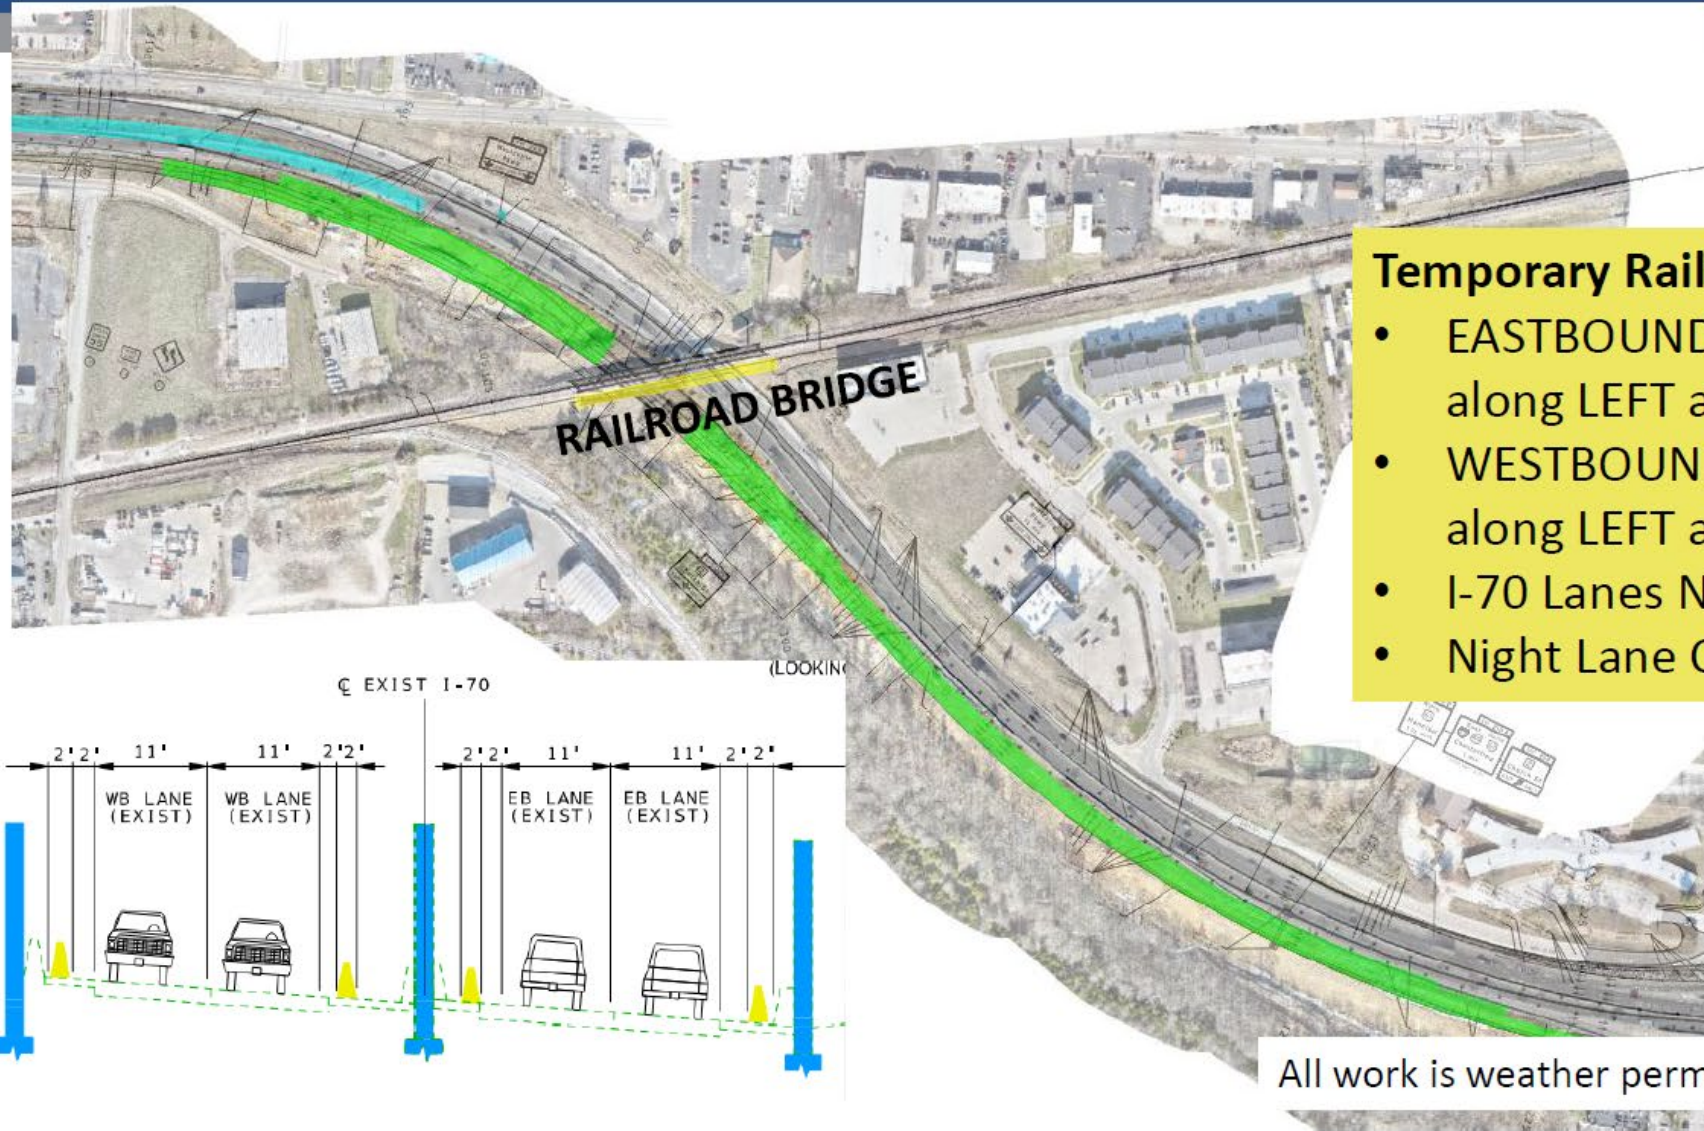 RAILROAD BRIDGE
Temporary Rail
• EASTBOUND
along LEFT a
• WESTBOUN
along LEFT a
• I-70 Lanes N
• Night Lane
(LOOKIN
℄ EXIST I-70
2' 2' 11' 11' 2' 2' 2' 2' 11' 11' 2' 2'
WB LANE WB LANE EB LANE EB LANE
(EXIST) (EXIST) (EXIST) (EXIST)
All work is weather perm